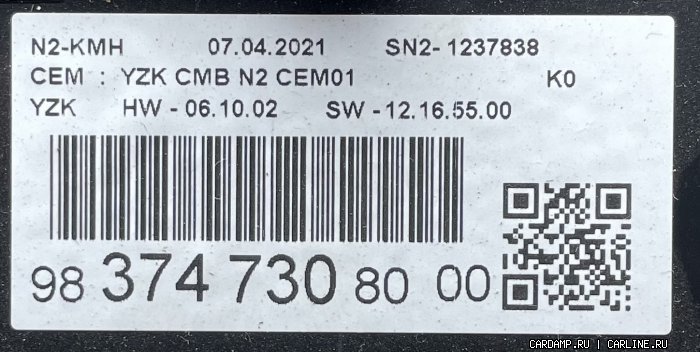 N2-KMH 07.04.2021 SN2- 1237838
CEM : YZK CMB N2 CEM01 K0
YZK HW - 06.10.02 SW - 12.16.55.00
98 374 730 80 00
CARDAMP.RU | CARLINE.RU